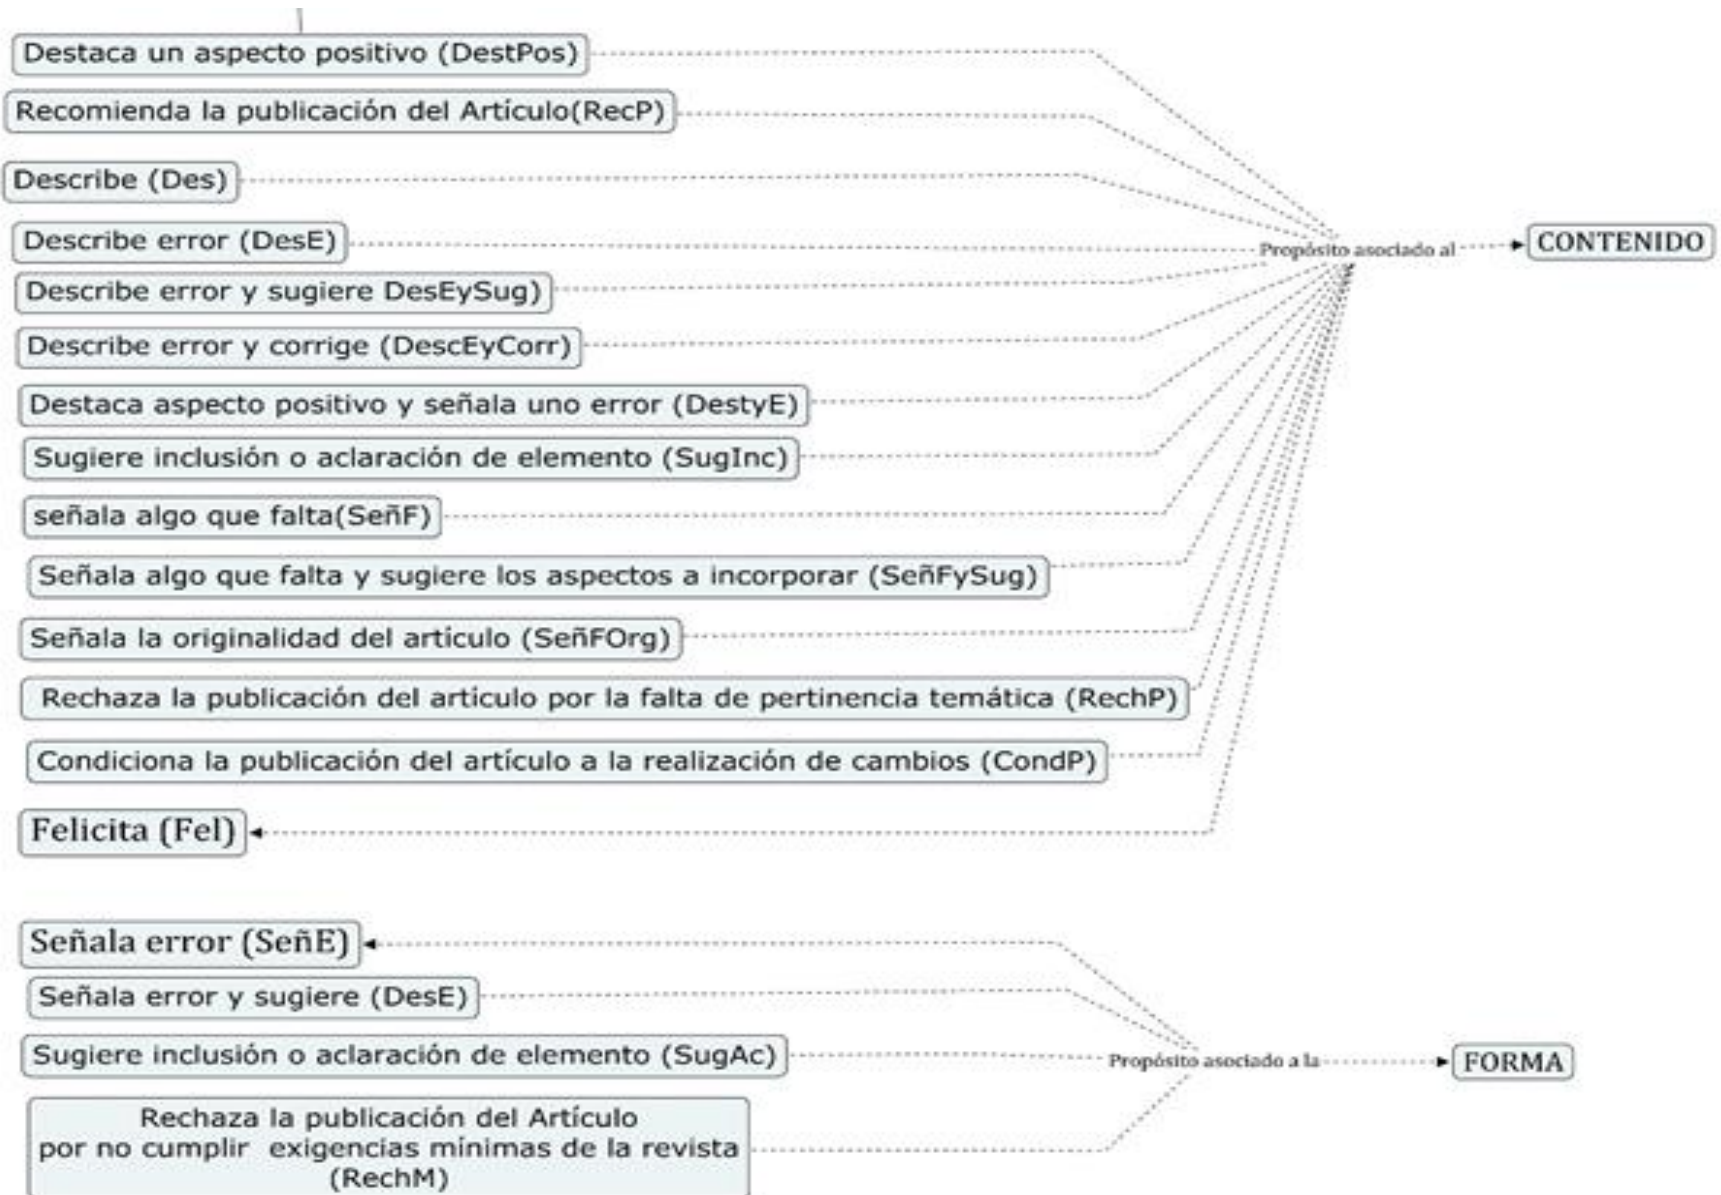 Destaca un aspecto positivo (DestPos)
Recomienda la publicación del Artículo(RecP)
Describe (Des)
Describe error (DesE)
Propósito asociado al
CONTENIDO
Describe error y sugiere DesEySug)
Describe error y corrige (DescEyCorr)
Destaca aspecto positivo y señala uno error (DestyE)
Sugiere inclusión o aclaración de elemento (SugInc)
señala algo que falta(SeñF)
Señala algo que falta y sugiere los aspectos a incorporar (SeñFySug)
Señala la originalidad del artículo (SeñFOrg)
Rechaza la publicación del artículo por la falta de pertinencia temática (RechP)
Condiciona la publicación del artículo a la realización de cambios (CondP)
Felicita (Fel)
Señala error (SeñE)
Señala error y sugiere (DesE)
Sugiere inclusión o aclaración de elemento (SugAc)
Propósito asociado a la
FORMA
Rechaza la publicación del Artículo
por no cumplir exigencias mínimas de la revista
(RechM)